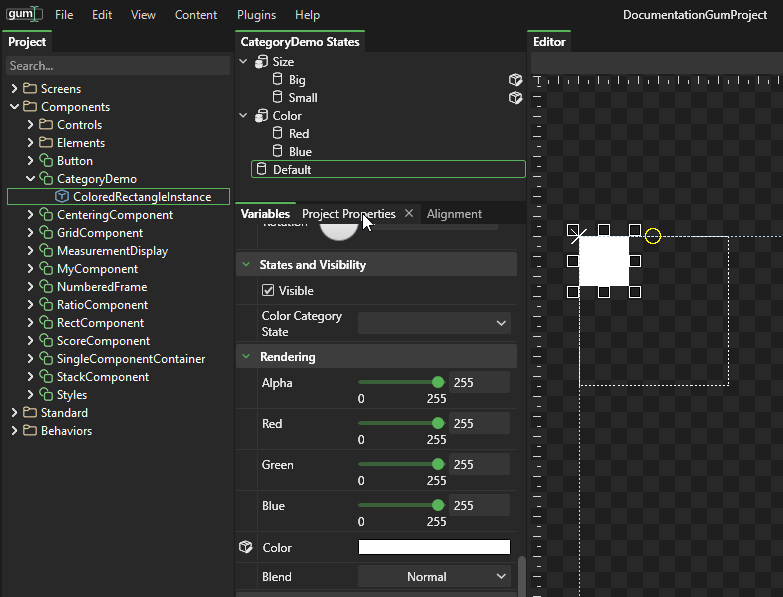 gum File Edit View Content Plugins Help DocumentationGumProject
Project
Search...
Screens
Components
Controls
Elements
Button
CategoryDemo
ColoredRectangleInstance
CenteringComponent
GridComponent
MeasurementDisplay
MyComponent
NumberedFrame
RatioComponent
RectComponent
ScoreComponent
SingleComponentContainer
StackComponent
Styles
Standard
Behaviors
CategoryDemo States
Size
Big
Small
Color
Red
Blue
Default
Variables Project Properties Alignment
Rotation
States and Visibility
Visible
Color Category
State
Rendering
Alpha 255
0 255
Red 255
0 255
Green 255
0 255
Blue 255
0 255
Color
Blend Normal
Editor